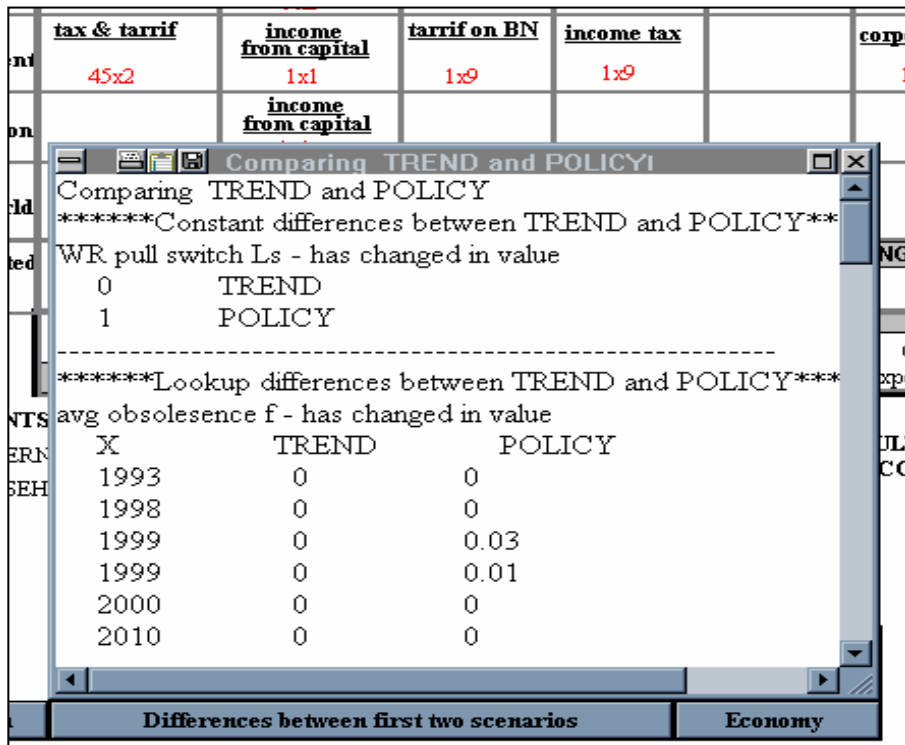 tax & tarrif income from capital tarrif on BN income tax
45x2 1x1 1x9 1x9
income from capital
Comparing TREND and POLICY
Comparing TREND and POLICY
******Constant differences between TREND and POLICY**
WR pull switch Ls - has changed in value
0 TREND
1 POLICY
------------------------------------------------------------
******Lookup differences between TREND and POLICY***
avg obsolesence f - has changed in value
X TREND POLICY
1993 0 0
1998 0 0
1999 0 0.03
1999 0 0.01
2000 0 0
2010 0 0
Differences between first two scenarios
Economy